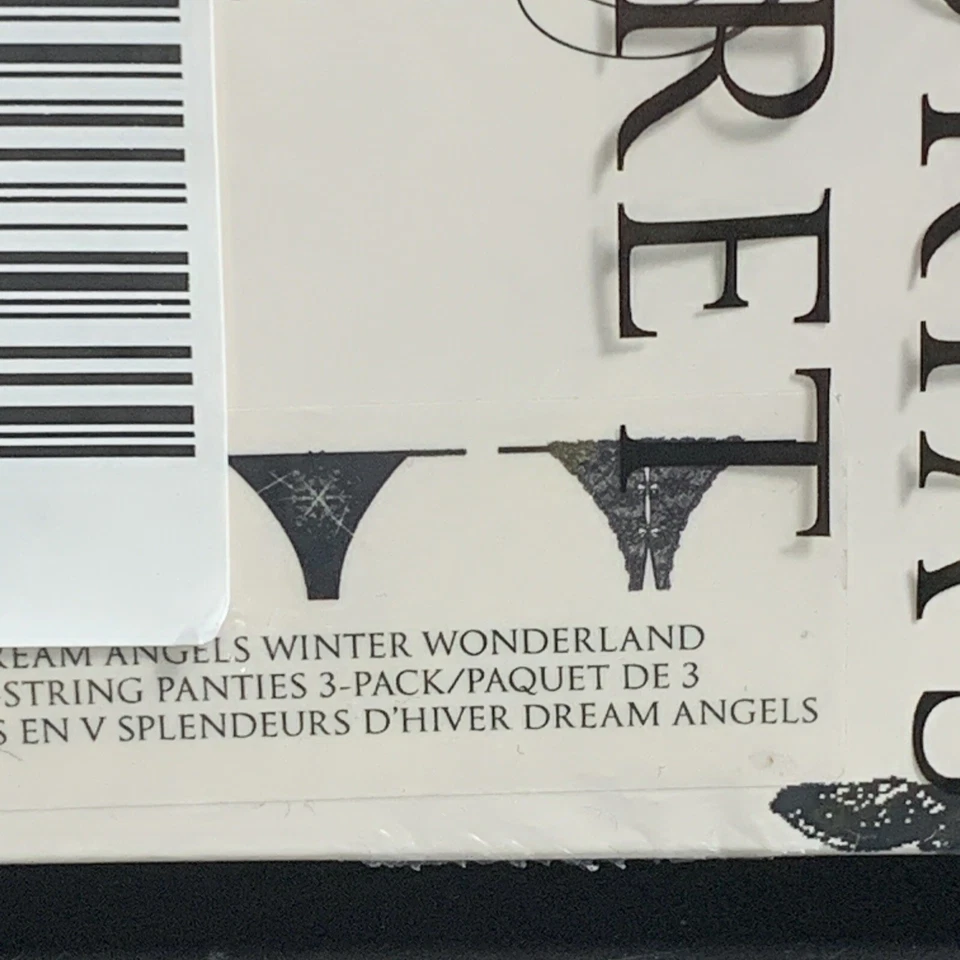 RET
REAM ANGELS WINTER WONDERLAND
-STRING PANTIES 3-PACK/PAQUET DE 3
S EN V SPLENDEURS D'HIVER DREAM ANGELS